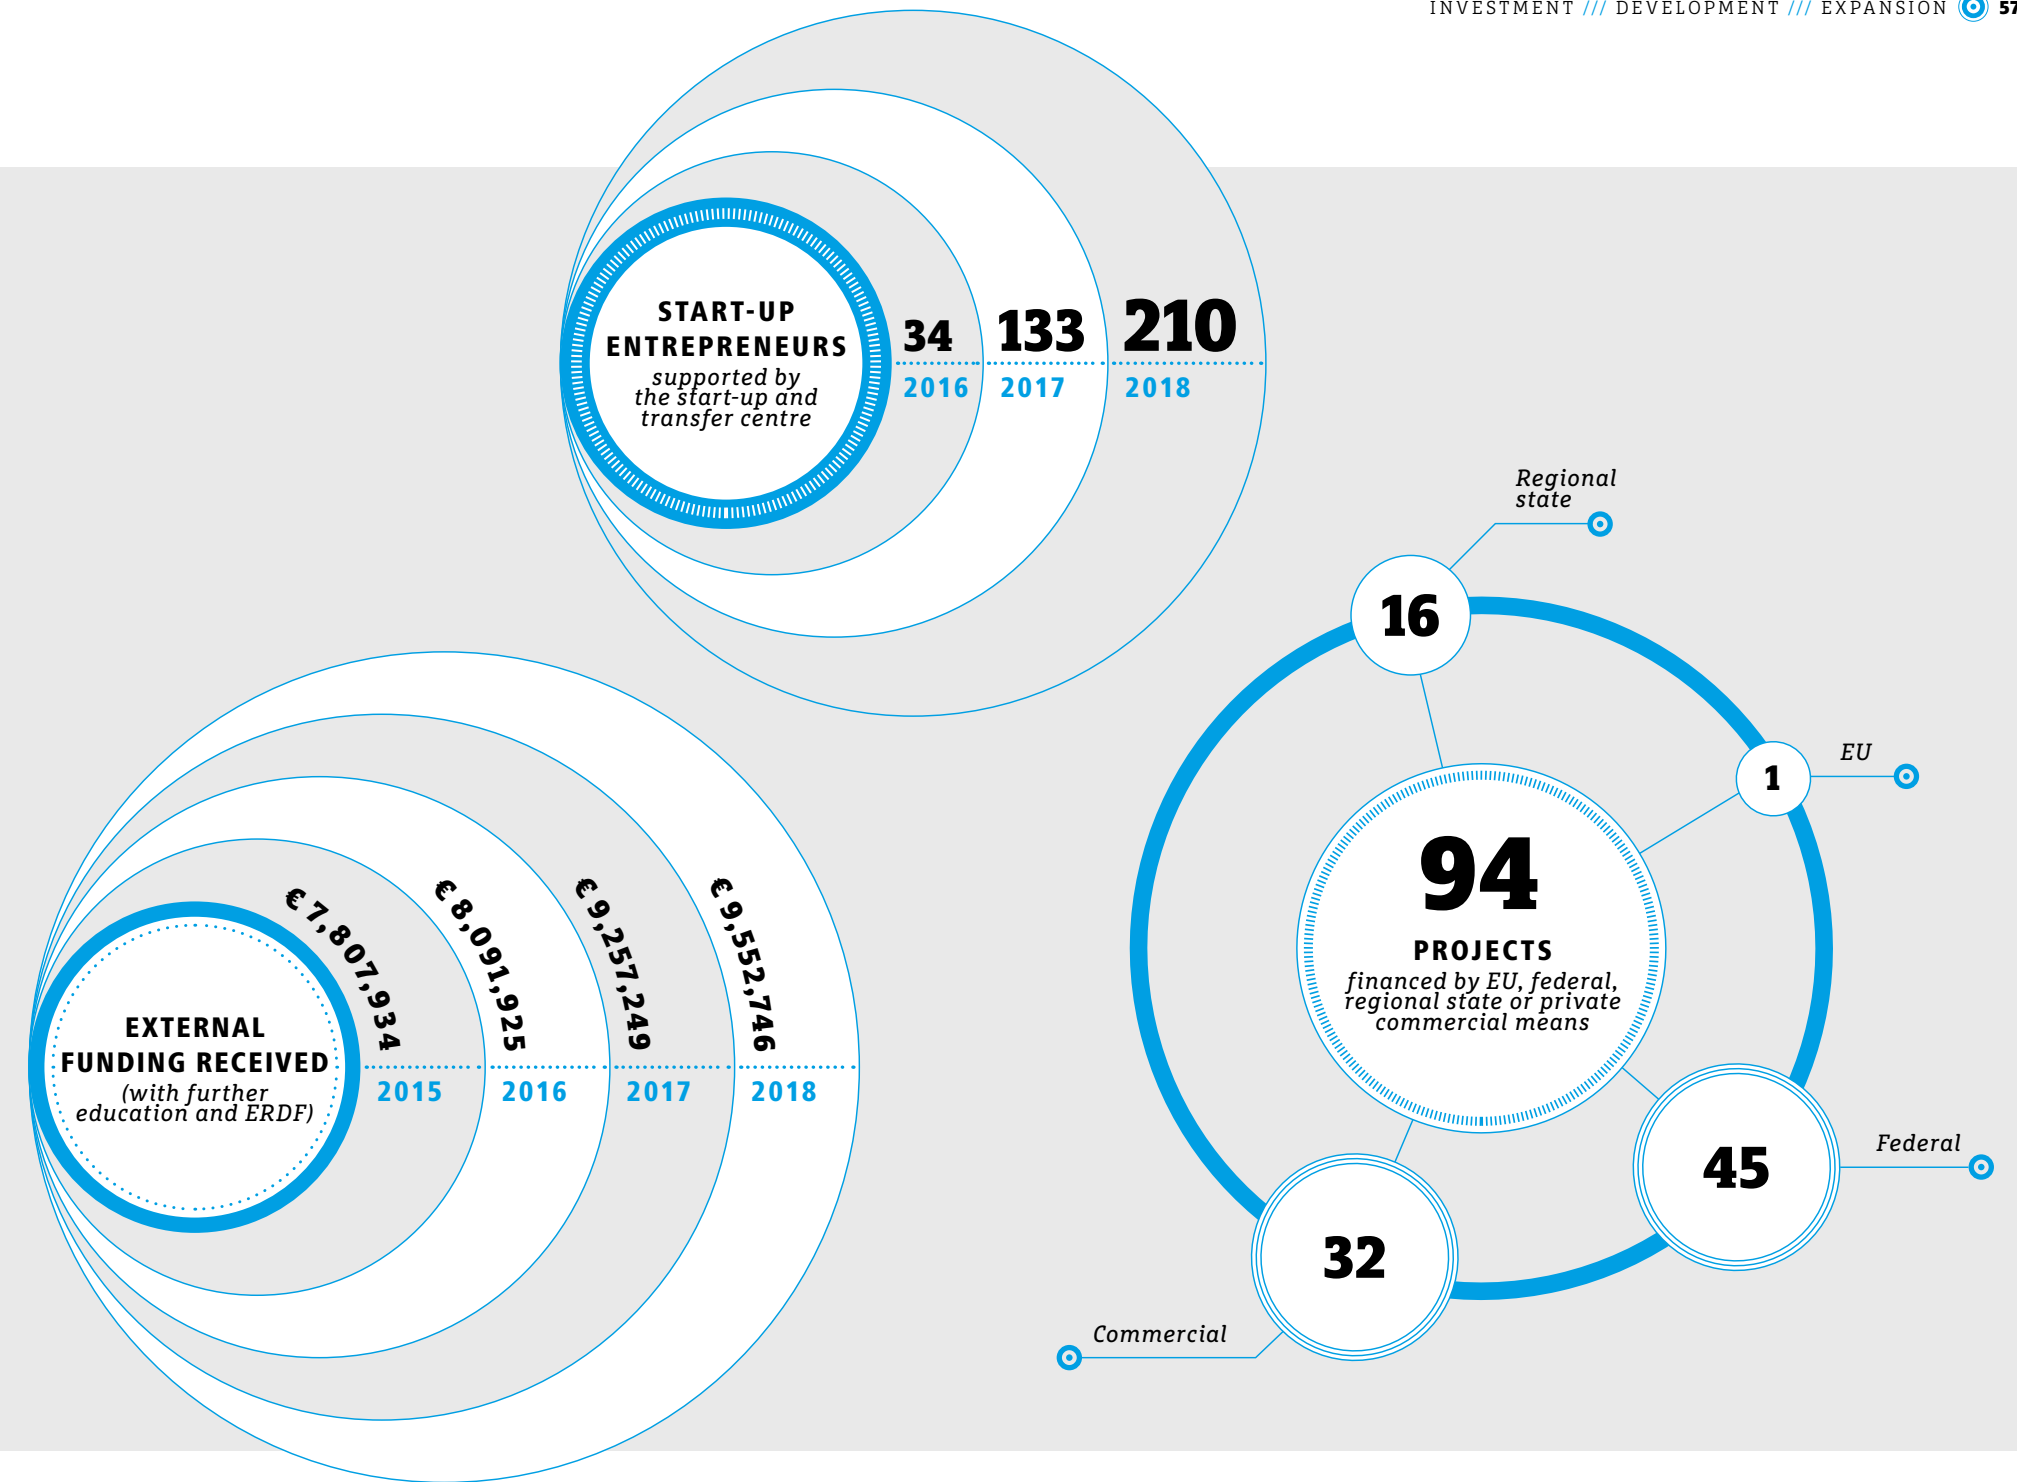 INVESTMENT /// DEVELOPMENT /// EXPANSION 57
START-UP
ENTREPRENEURS
supported by
the start-up and
transfer centre
34
2016
133
2017
210
2018
Regional
state
16
EU
1
94
PROJECTS
financed by EU, federal,
regional state or private
commercial means
Federal
45
32
Commercial
EXTERNAL
FUNDING RECEIVED
(with further
education and ERDF)
€ 7,807,934
2015
€ 8,091,925
2016
€ 9,257,249
2017
€ 9,552,746
2018